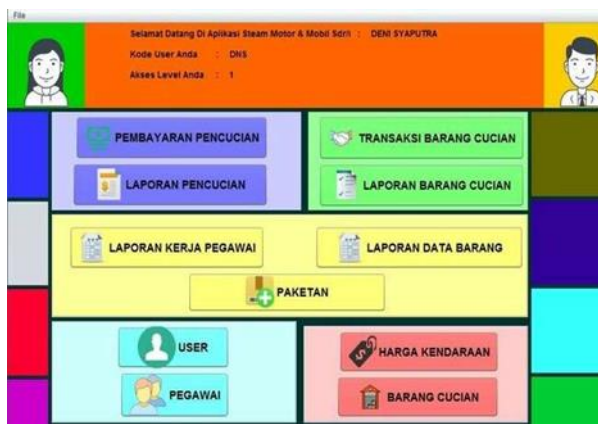 File
Selamat Datang Di Aplikasi Steam Motor & Mobil Sdr/i : DENI SYAPUTRA
Kode User Anda : DNS
Akses Level Anda : 1
PEMBAYARAN PENCUCIAN
TRANSAKSI BARANG CUCIAN
LAPORAN PENCUCIAN
LAPORAN BARANG CUCIAN
LAPORAN KERJA PEGAWAI
LAPORAN DATA BARANG
PAKETAN
USER
HARGA KENDARAAN
PEGAWAI
BARANG CUCIAN